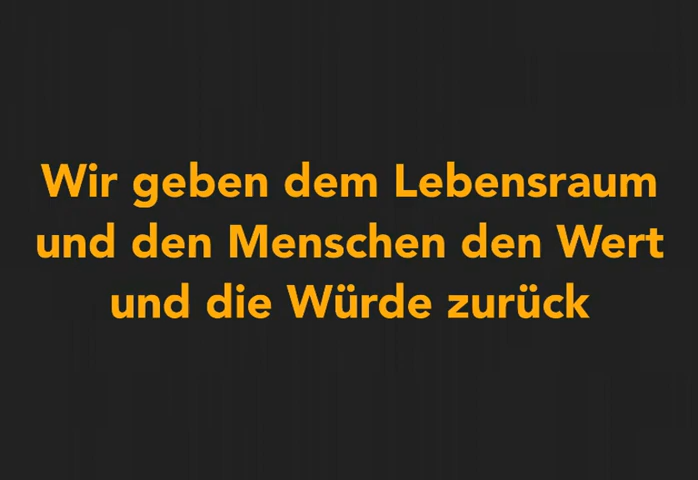 Wir geben dem Lebensraum
und den Menschen den Wert
und die Würde zurück